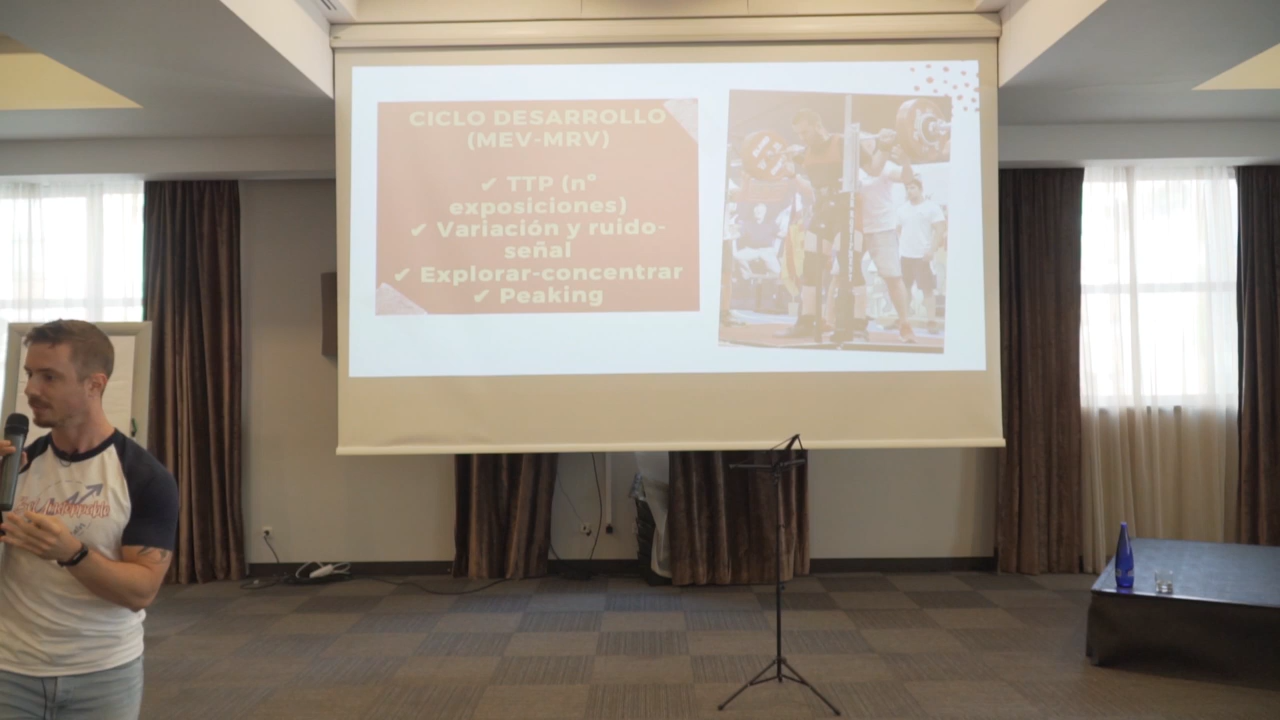 CICLO DESARROLLO
(MEV-MRV)
✔ TTP (nº
exposiciones)
✔ Variación y ruido-
señal
✔ Explorar-concentrar
✔ Peaking